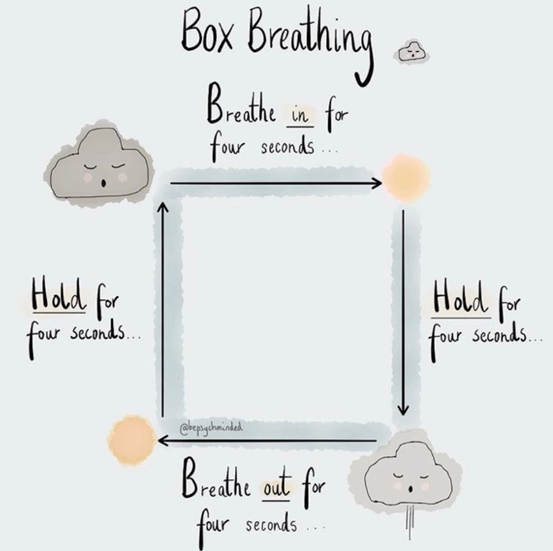 Box Breathing
Breathe in for
four seconds...
Hold for
four seconds...
Hold for
four seconds...
@bepsychminded
Breathe out for
four seconds...